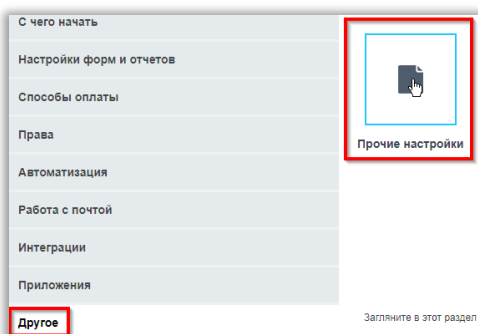 С чего начать
Настройки форм и отчетов
Способы оплаты
Права
Автоматизация
Работа с почтой
Интеграции
Приложения
Другое
Прочие настройки
Загляните в этот раздел